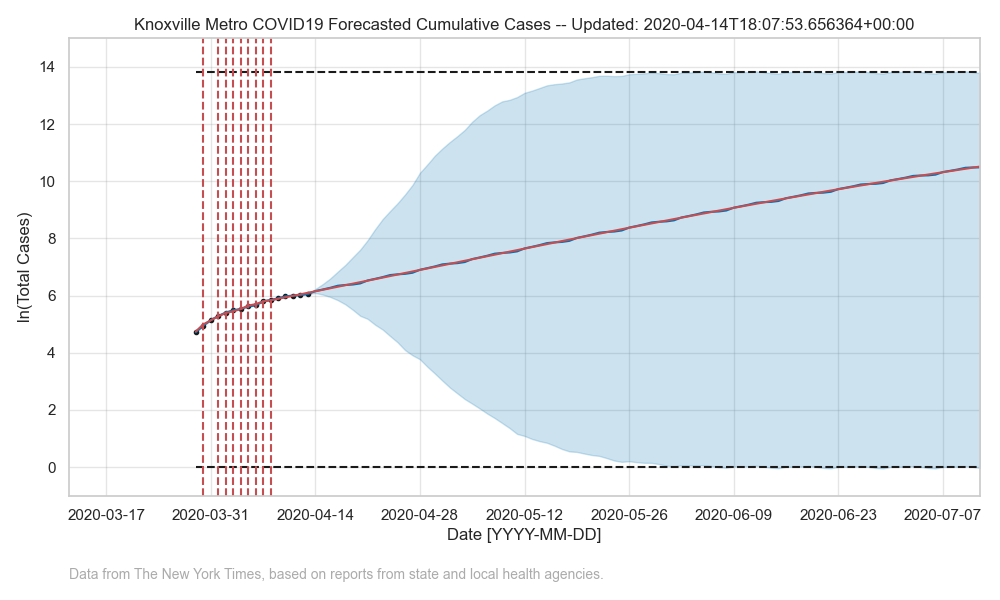 Knoxville Metro COVID19 Forecasted Cumulative Cases -- Updated: 2020-04-14T18:07:53.656364+00:00
ln(Total Cases)
14
12
10
8
6
4
2
0
2020-03-17 2020-03-31 2020-04-14 2020-04-28 2020-05-12 2020-05-26 2020-06-09 2020-06-23 2020-07-07
Date [YYYY-MM-DD]
Data from The New York Times, based on reports from state and local health agencies.